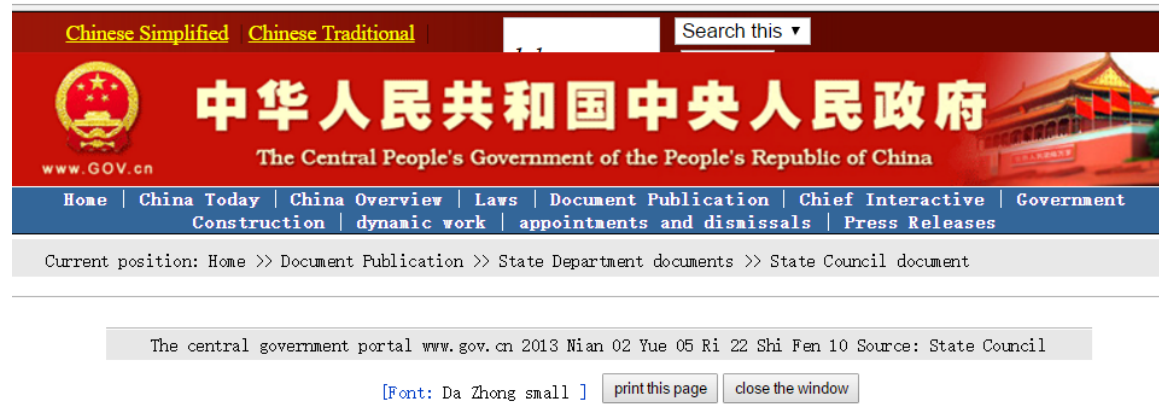 Chinese Simplified Chinese Traditional Search this
中华人民共和国中央人民政府
The Central People's Government of the People's Republic of China
www.GOV.cn
Home | China Today | China Overview | Laws | Document Publication | Chief Interactive | Government
Construction | dynamic work | appointments and dismissals | Press Releases
Current position: Home >> Document Publication >> State Department documents >> State Council document
The central government portal www.gov.cn 2013 Nian 02 Yue 05 Ri 22 Shi Fen 10 Source: State Council
[Font: Da Zhong small ] print this page close the window